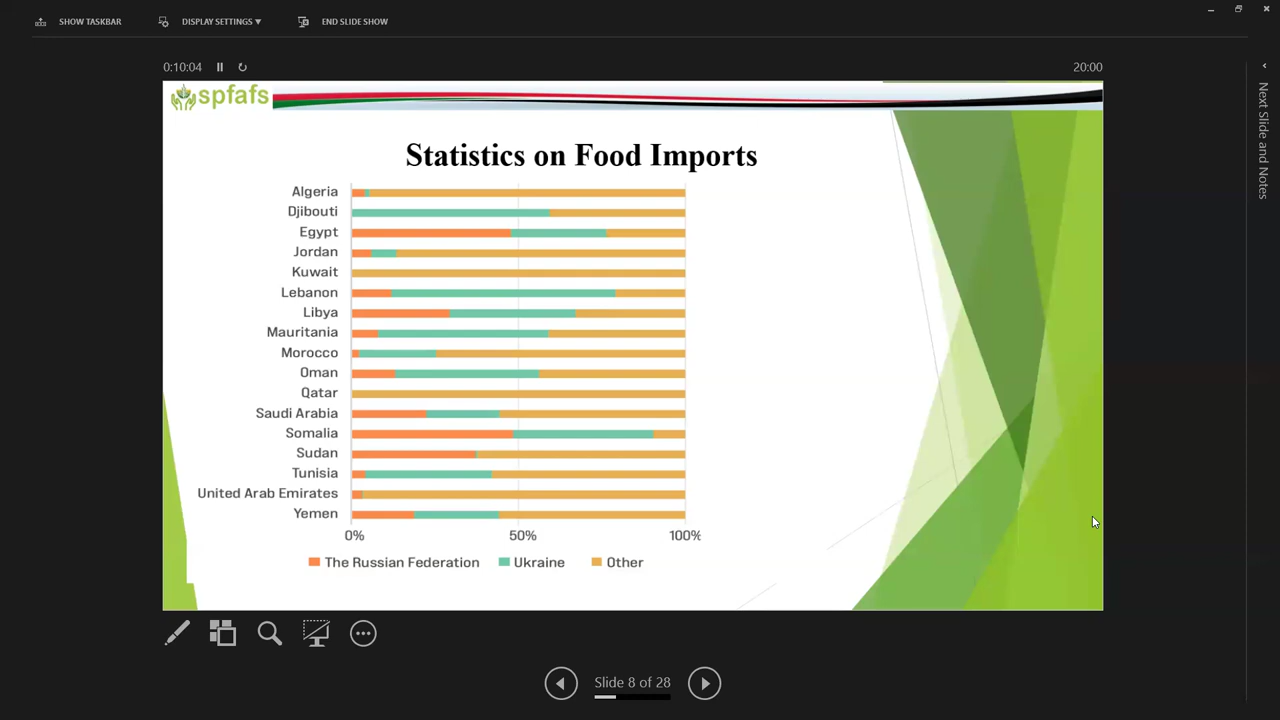 SHOW TASKBAR
DISPLAY SETTINGS ▼
END SLIDE SHOW
0:10:04
20:00
Next Slide and Notes
spfafs
Statistics on Food Imports
Algeria
Djibouti
Egypt
Jordan
Kuwait
Lebanon
Libya
Mauritania
Morocco
Oman
Qatar
Saudi Arabia
Somalia
Sudan
Tunisia
United Arab Emirates
Yemen
0% 50% 100%
The Russian Federation Ukraine Other
Slide 8 of 28